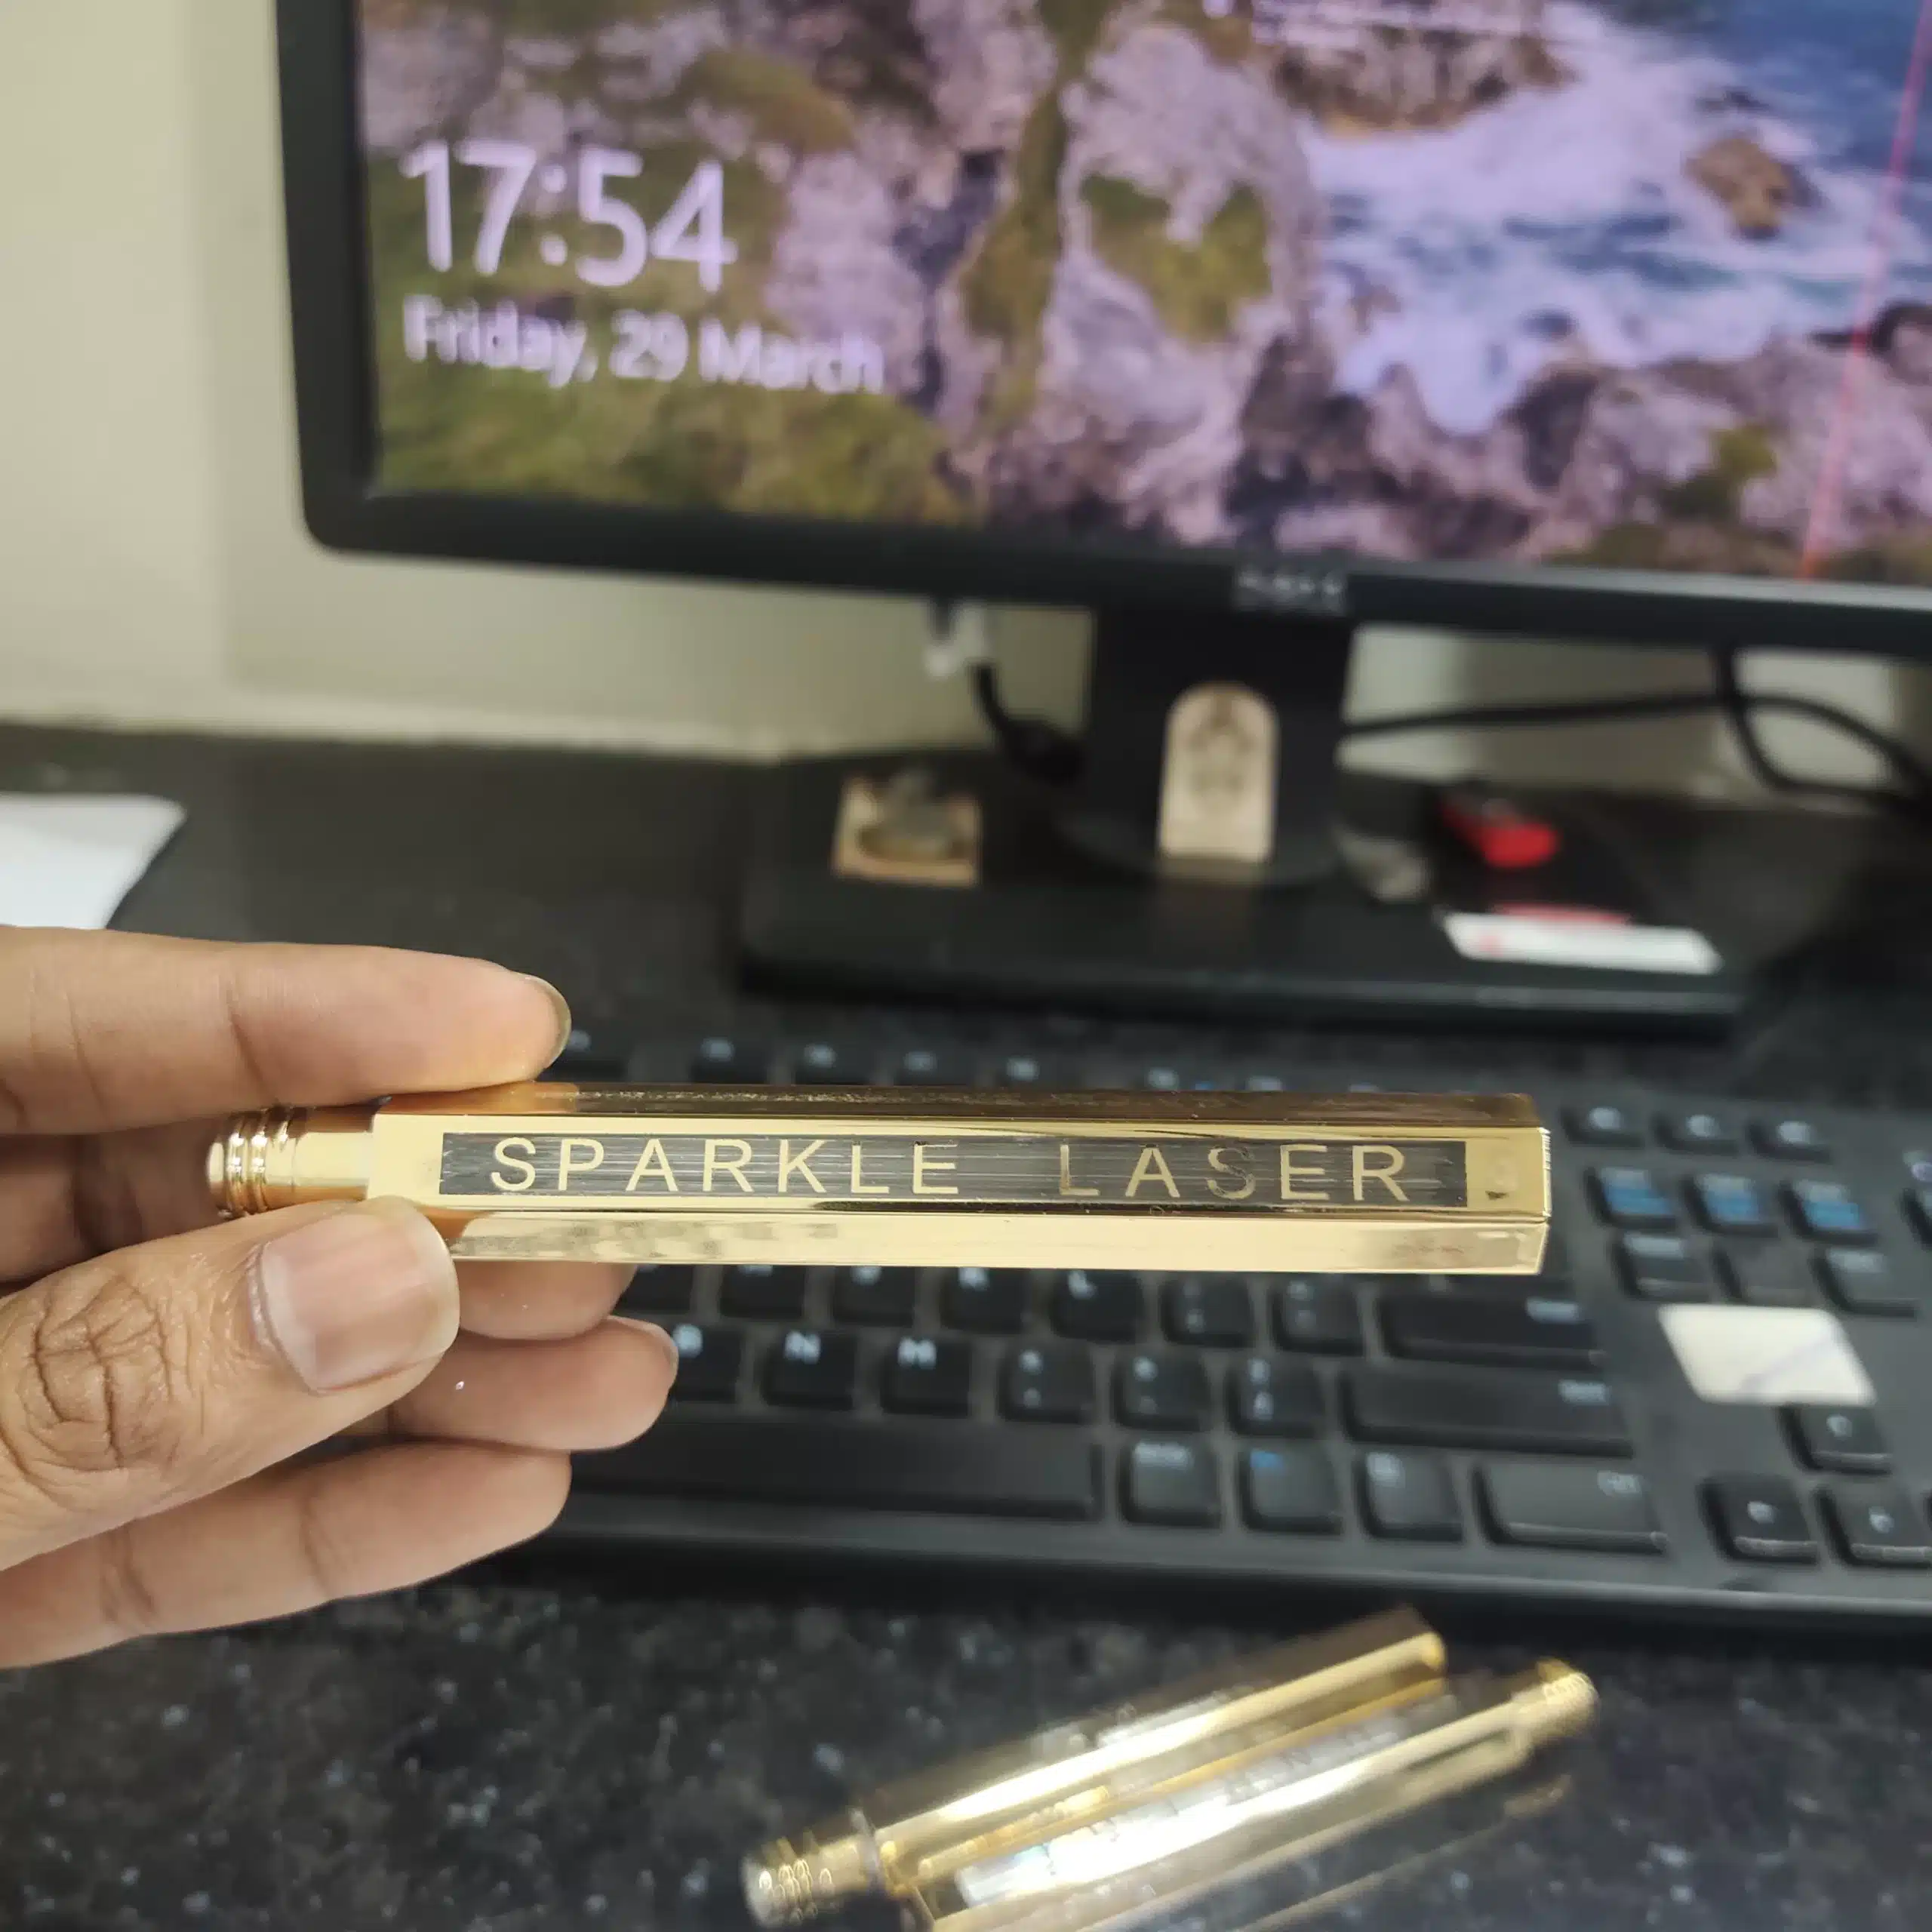 17:54
Friday, 29 March
SPARKLE LASER
L
N M